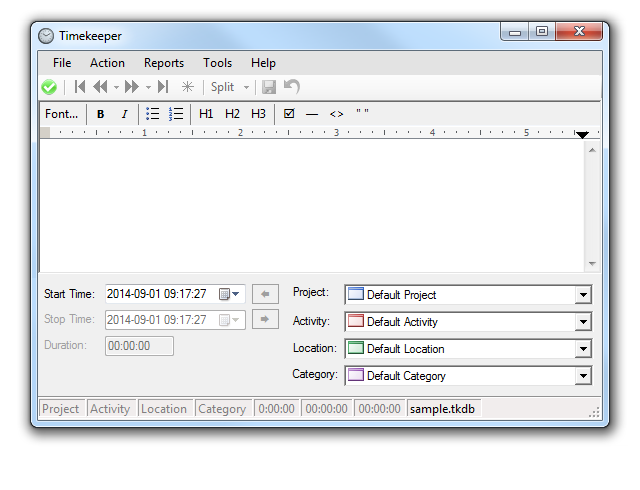 Timekeeper
File Action Reports Tools Help
Split
Font... B I H1 H2 H3 <> " "
1 2 3 4 5
Start Time: 2014-09-01 09:17:27 Project: Default Project
Stop Time: 2014-09-01 09:17:27 Activity: Default Activity
Duration: 00:00:00 Location: Default Location
Category: Default Category
Project Activity Location Category 0:00:00 00:00:00 00:00:00 sample.tkdb